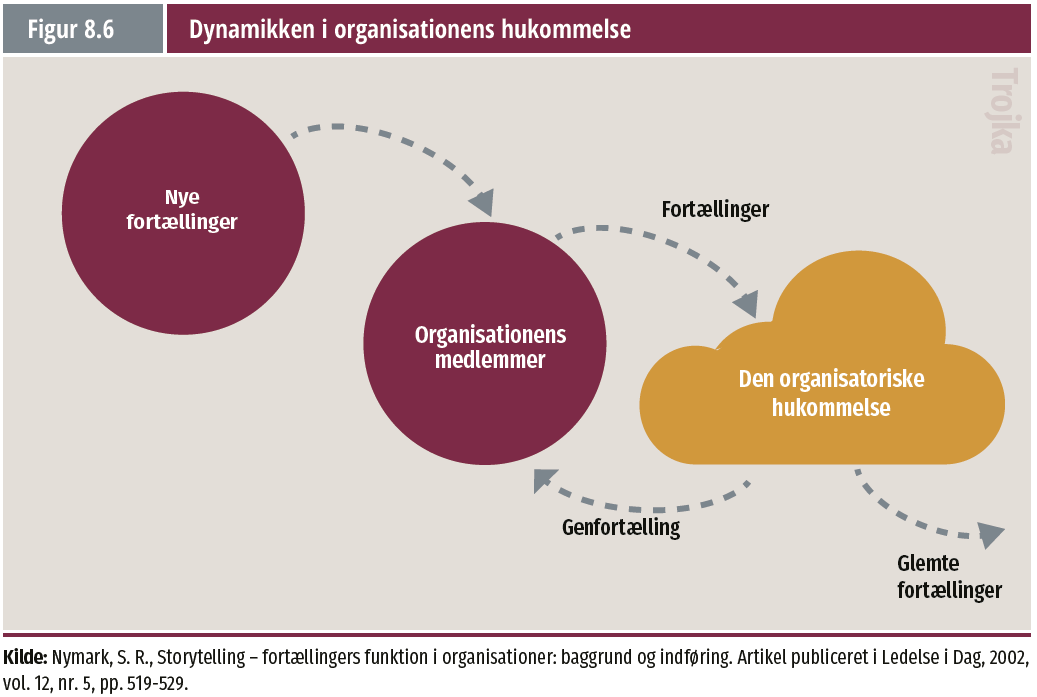 Figur 8.6
Dynamikken i organisationens hukommelse
Trojka
Nye
fortællinger
Fortællinger
Organisationens
medlemmer
Den organisatoriske
hukommelse
Genfortælling
Glemte
fortællinger
Kilde: Nymark, S. R., Storytelling – fortællingers funktion i organisationer: baggrund og indføring. Artikel publiceret i Ledelse i Dag, 2002,
vol. 12, nr. 5, pp. 519-529.